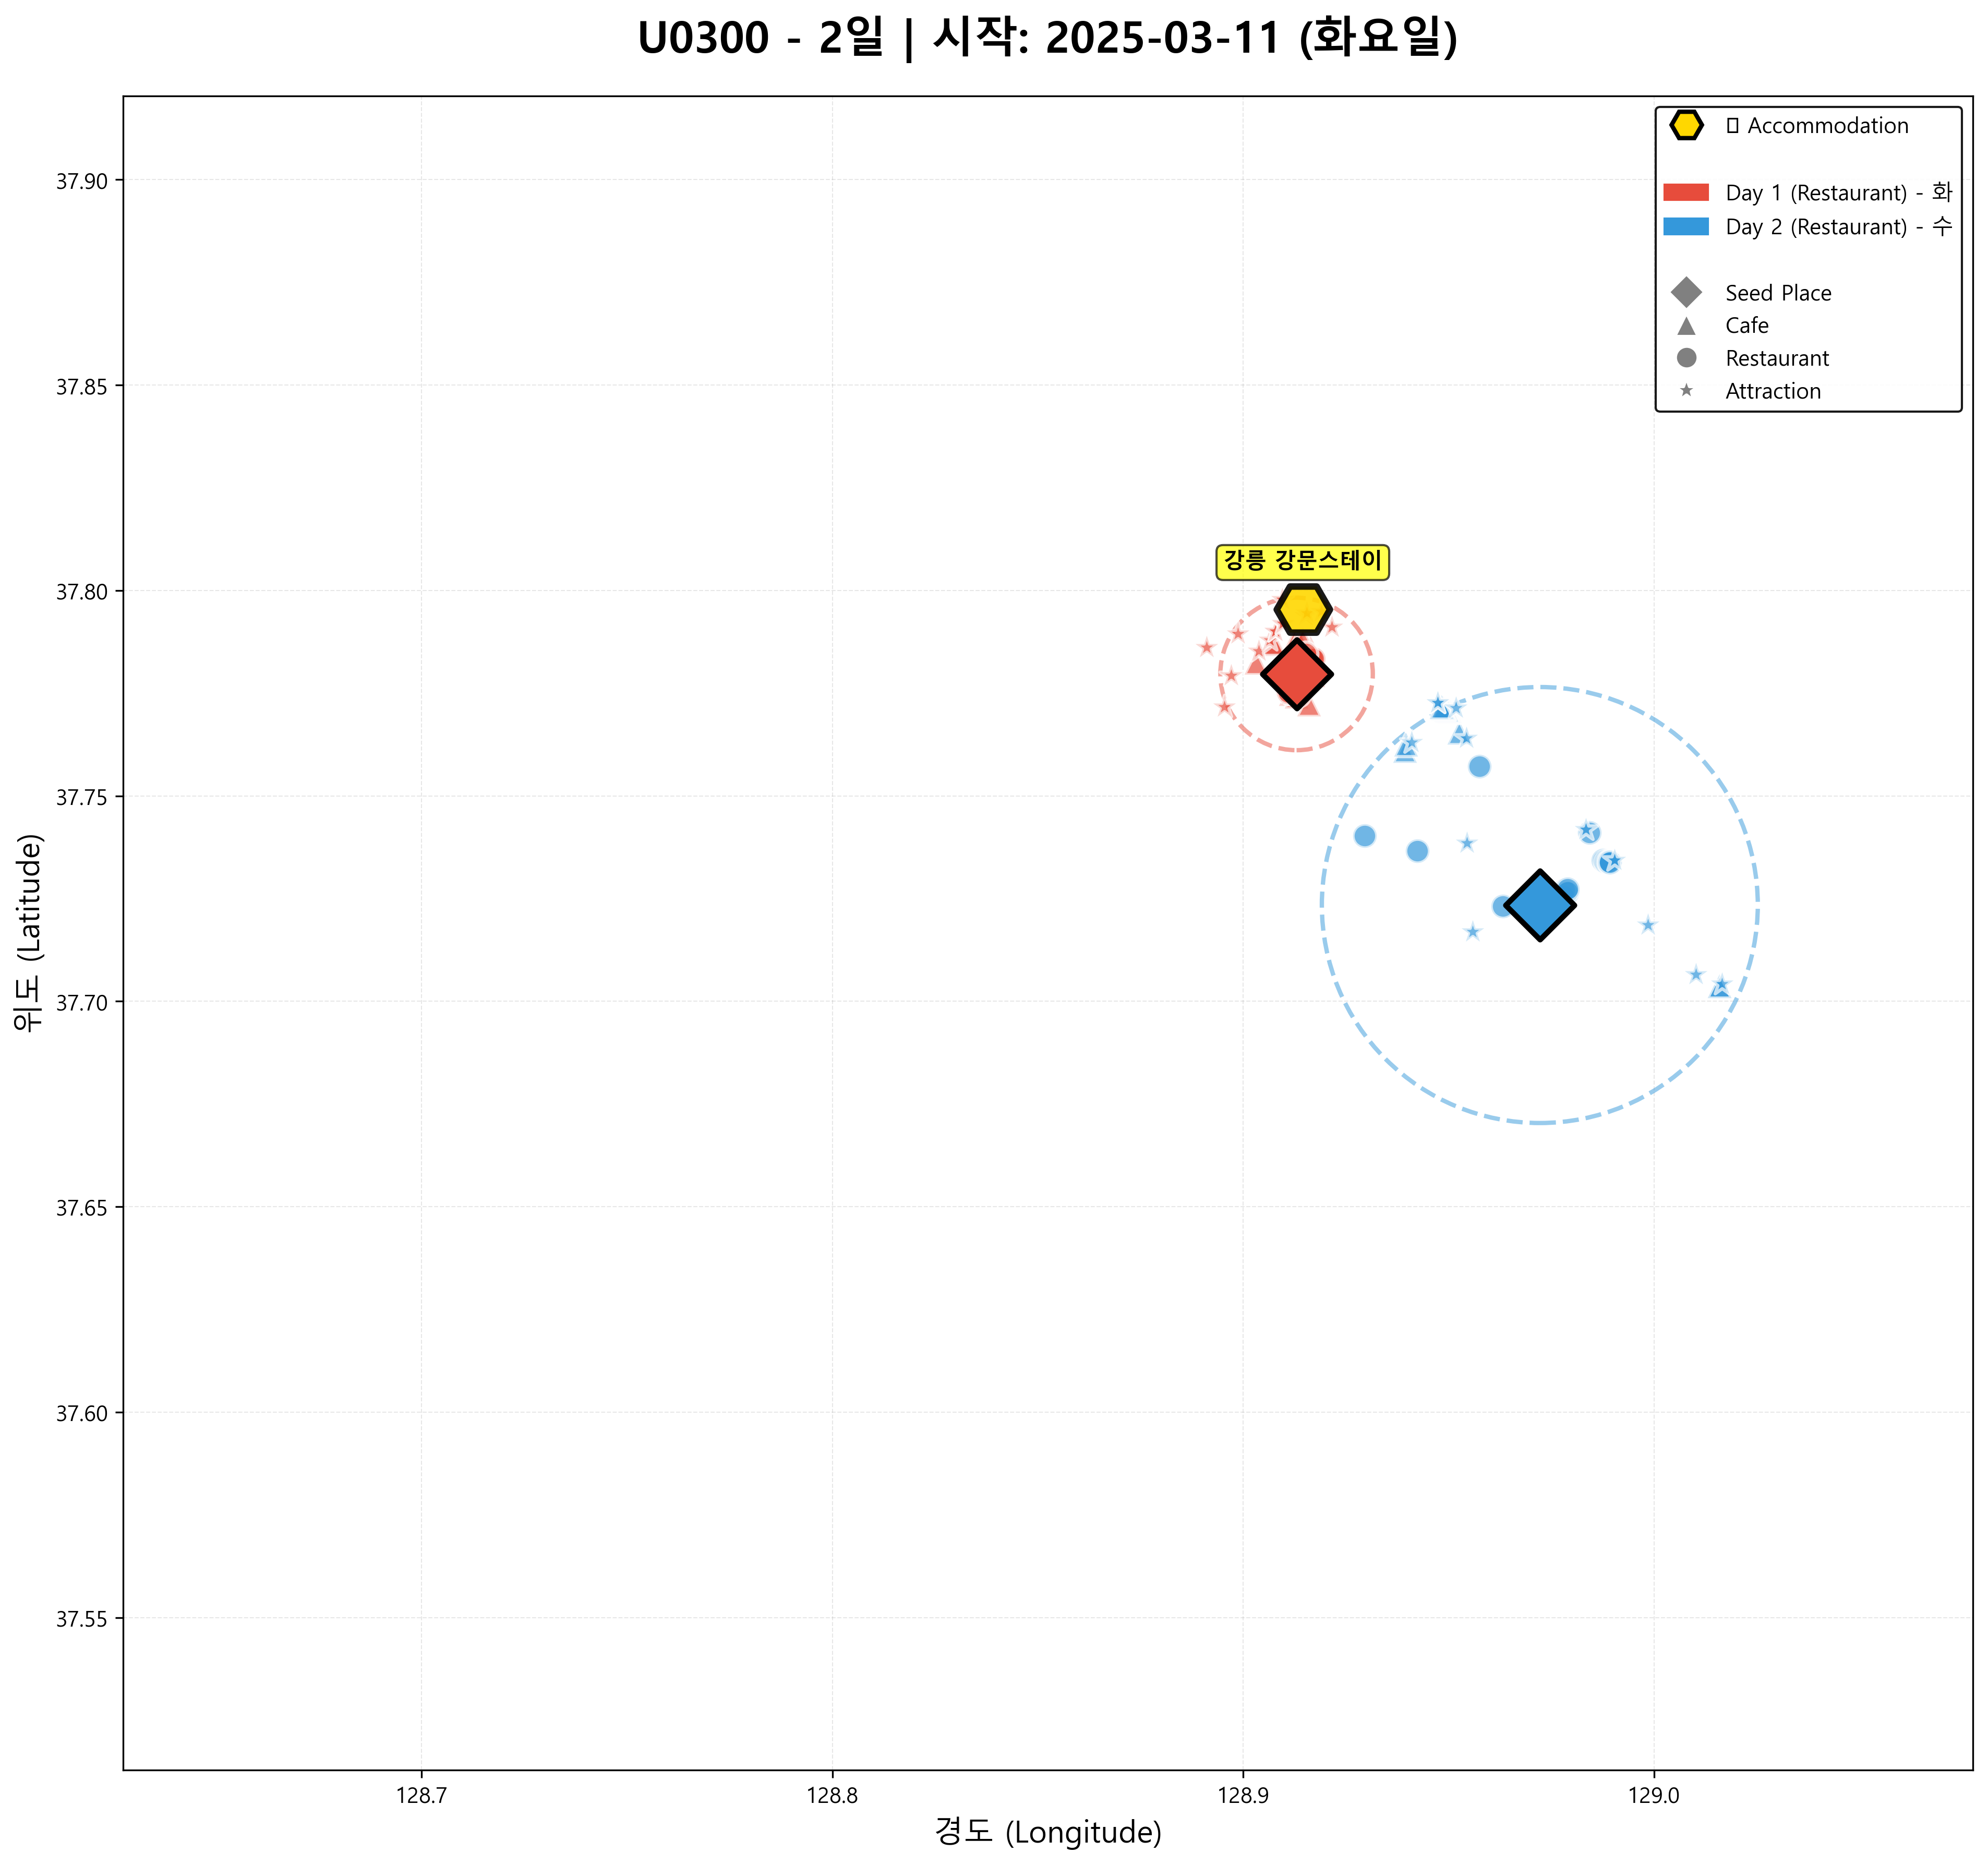 U0300 - 2일 | 시작: 2025-03-11 (화요일)
Accommodation
Day 1 (Restaurant) - 화
Day 2 (Restaurant) - 수
Seed Place
Cafe
Restaurant
Attraction
강릉 강문스테이
위도 (Latitude)
37.90
37.85
37.80
37.75
37.70
37.65
37.60
37.55
128.7
128.8
128.9
129.0
경도 (Longitude)